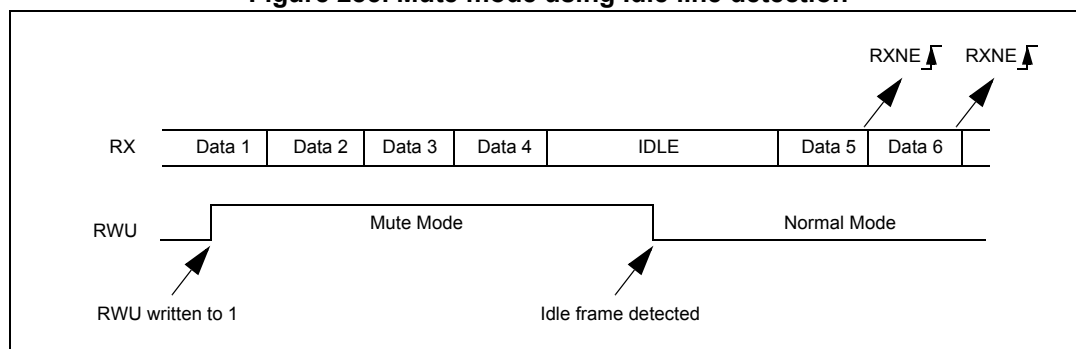 RXNE RXNE
RX Data 1 Data 2 Data 3 Data 4 IDLE Data 5 Data 6
RWU Mute Mode Normal Mode
RWU written to 1 Idle frame detected